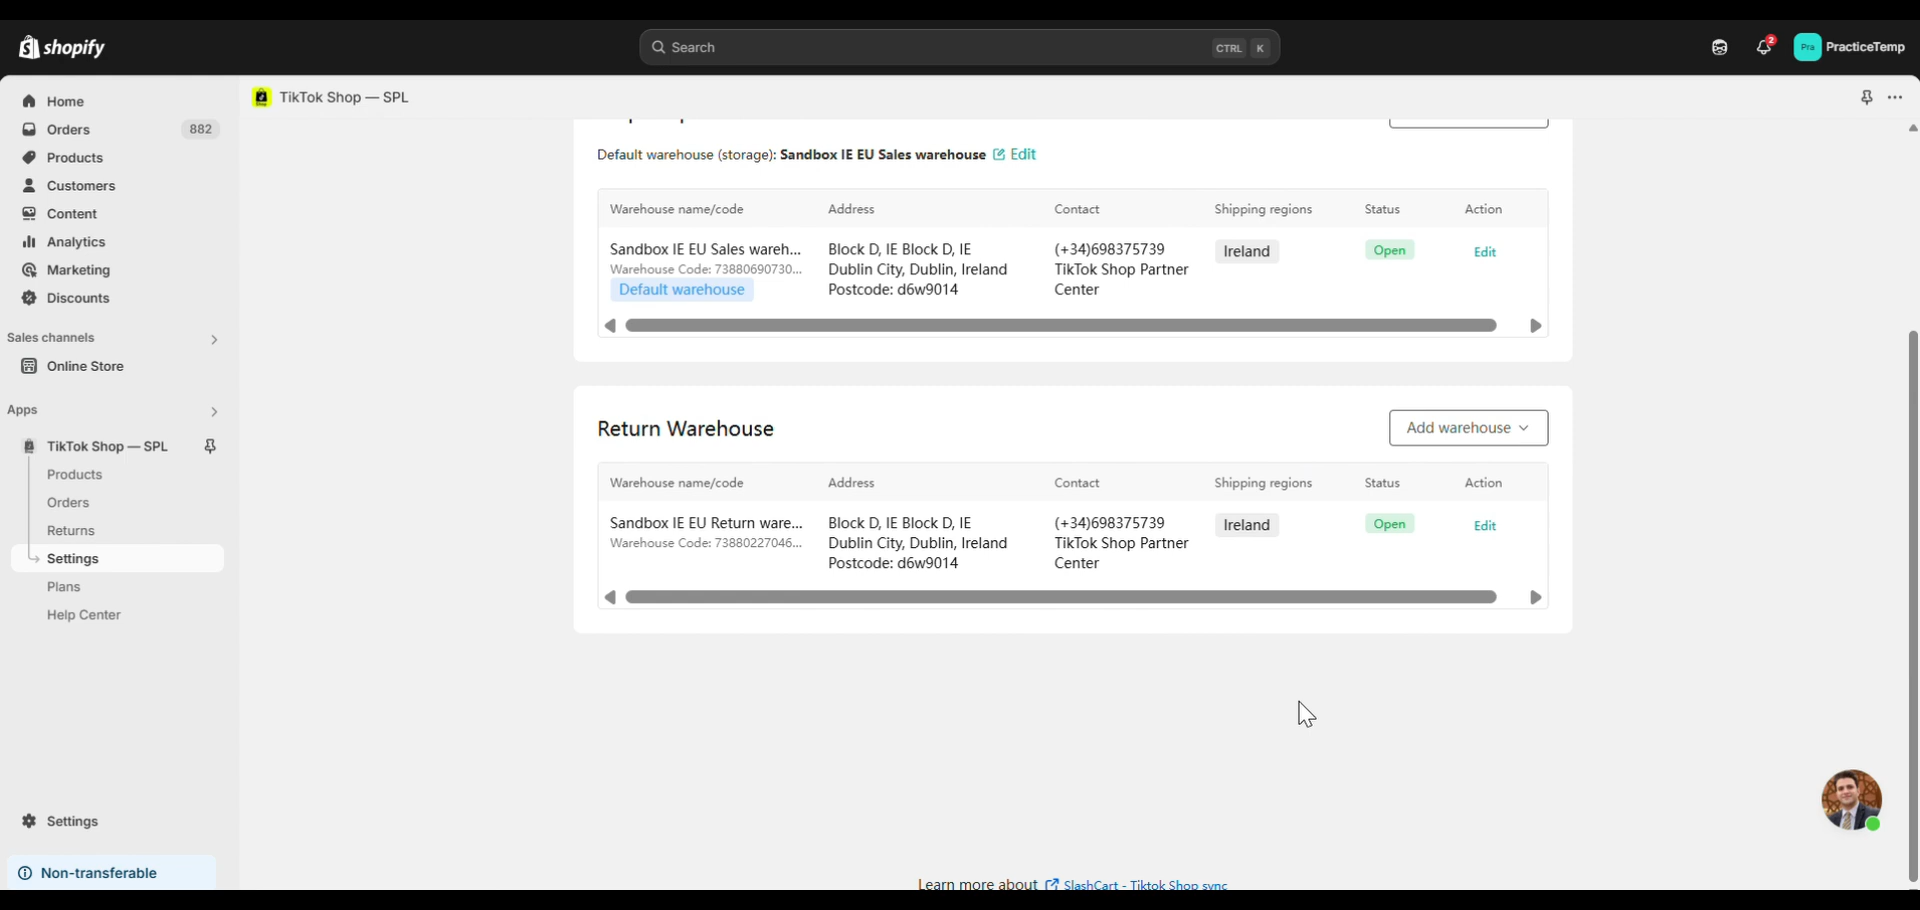 shopify
Search
CTRL K
2
Pra
PracticeTemp
Home
Orders 882
Products
Customers
Content
Analytics
Marketing
Discounts
Sales channels
Online Store
Apps
TikTok Shop — SPL
Products
Orders
Returns
Settings
Plans
Help Center
Settings
Non-transferable
TikTok Shop — SPL
Default warehouse (storage): Sandbox IE EU Sales warehouse Edit
Warehouse name/code Address Contact Shipping regions Status Action
Sandbox IE EU Sales wareh... Block D, IE Block D, IE (+34)698375739 Ireland Open Edit
Warehouse Code: 73880690730... Dublin City, Dublin, Ireland TikTok Shop Partner
Default warehouse Postcode: d6w9014 Center
Return Warehouse Add warehouse
Warehouse name/code Address Contact Shipping regions Status Action
Sandbox IE EU Return ware... Block D, IE Block D, IE (+34)698375739 Ireland Open Edit
Warehouse Code: 73880227046... Dublin City, Dublin, Ireland TikTok Shop Partner
Postcode: d6w9014 Center
Learn more about SlashCart - Tiktok Shop sync